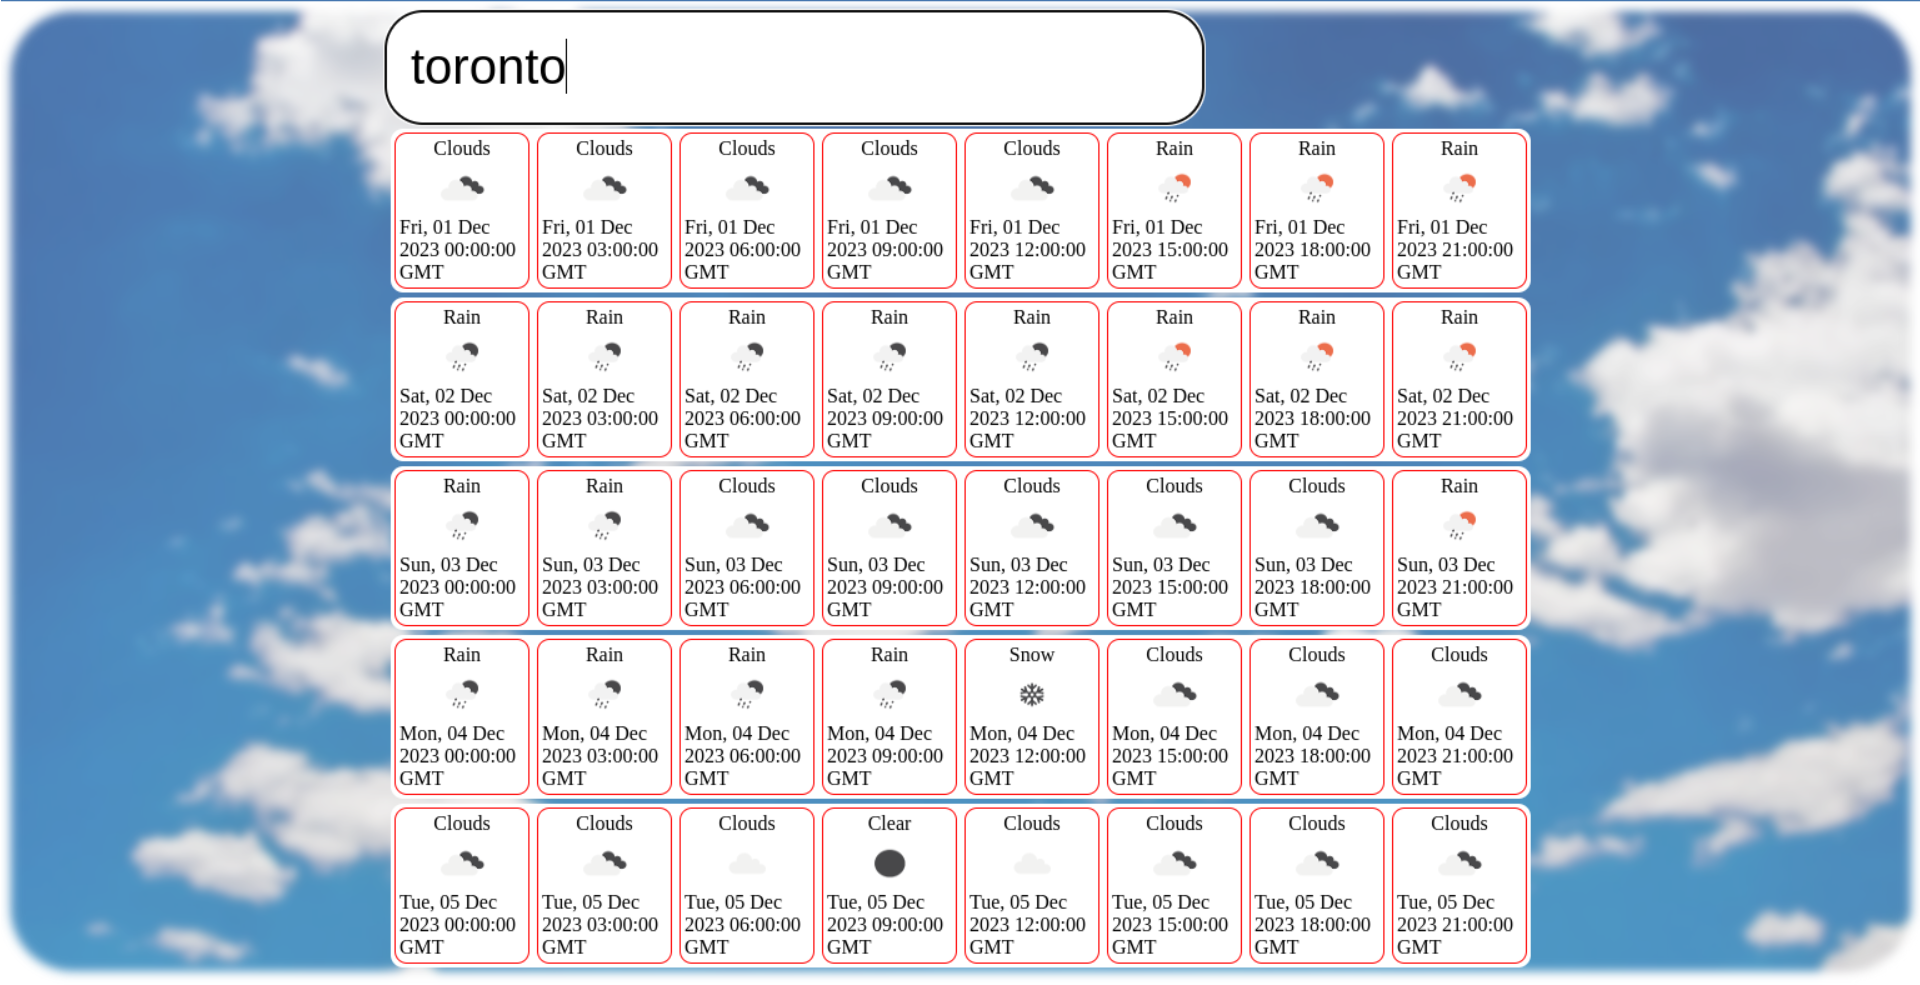 toronto
Clouds Clouds Clouds Clouds Clouds Rain Rain Rain
Fri, 01 Dec Fri, 01 Dec Fri, 01 Dec Fri, 01 Dec Fri, 01 Dec Fri, 01 Dec Fri, 01 Dec Fri, 01 Dec
2023 00:00:00 2023 03:00:00 2023 06:00:00 2023 09:00:00 2023 12:00:00 2023 15:00:00 2023 18:00:00 2023 21:00:00
GMT GMT GMT GMT GMT GMT GMT GMT
Rain Rain Rain Rain Rain Rain Rain Rain
Sat, 02 Dec Sat, 02 Dec Sat, 02 Dec Sat, 02 Dec Sat, 02 Dec Sat, 02 Dec Sat, 02 Dec Sat, 02 Dec
2023 00:00:00 2023 03:00:00 2023 06:00:00 2023 09:00:00 2023 12:00:00 2023 15:00:00 2023 18:00:00 2023 21:00:00
GMT GMT GMT GMT GMT GMT GMT GMT
Rain Rain Clouds Clouds Clouds Clouds Clouds Rain
Sun, 03 Dec Sun, 03 Dec Sun, 03 Dec Sun, 03 Dec Sun, 03 Dec Sun, 03 Dec Sun, 03 Dec Sun, 03 Dec
2023 00:00:00 2023 03:00:00 2023 06:00:00 2023 09:00:00 2023 12:00:00 2023 15:00:00 2023 18:00:00 2023 21:00:00
GMT GMT GMT GMT GMT GMT GMT GMT
Rain Rain Rain Rain Snow Clouds Clouds Clouds
Mon, 04 Dec Mon, 04 Dec Mon, 04 Dec Mon, 04 Dec Mon, 04 Dec Mon, 04 Dec Mon, 04 Dec Mon, 04 Dec
2023 00:00:00 2023 03:00:00 2023 06:00:00 2023 09:00:00 2023 12:00:00 2023 15:00:00 2023 18:00:00 2023 21:00:00
GMT GMT GMT GMT GMT GMT GMT GMT
Clouds Clouds Clouds Clear Clouds Clouds Clouds Clouds
Tue, 05 Dec Tue, 05 Dec Tue, 05 Dec Tue, 05 Dec Tue, 05 Dec Tue, 05 Dec Tue, 05 Dec Tue, 05 Dec
2023 00:00:00 2023 03:00:00 2023 06:00:00 2023 09:00:00 2023 12:00:00 2023 15:00:00 2023 18:00:00 2023 21:00:00
GMT GMT GMT GMT GMT GMT GMT GMT